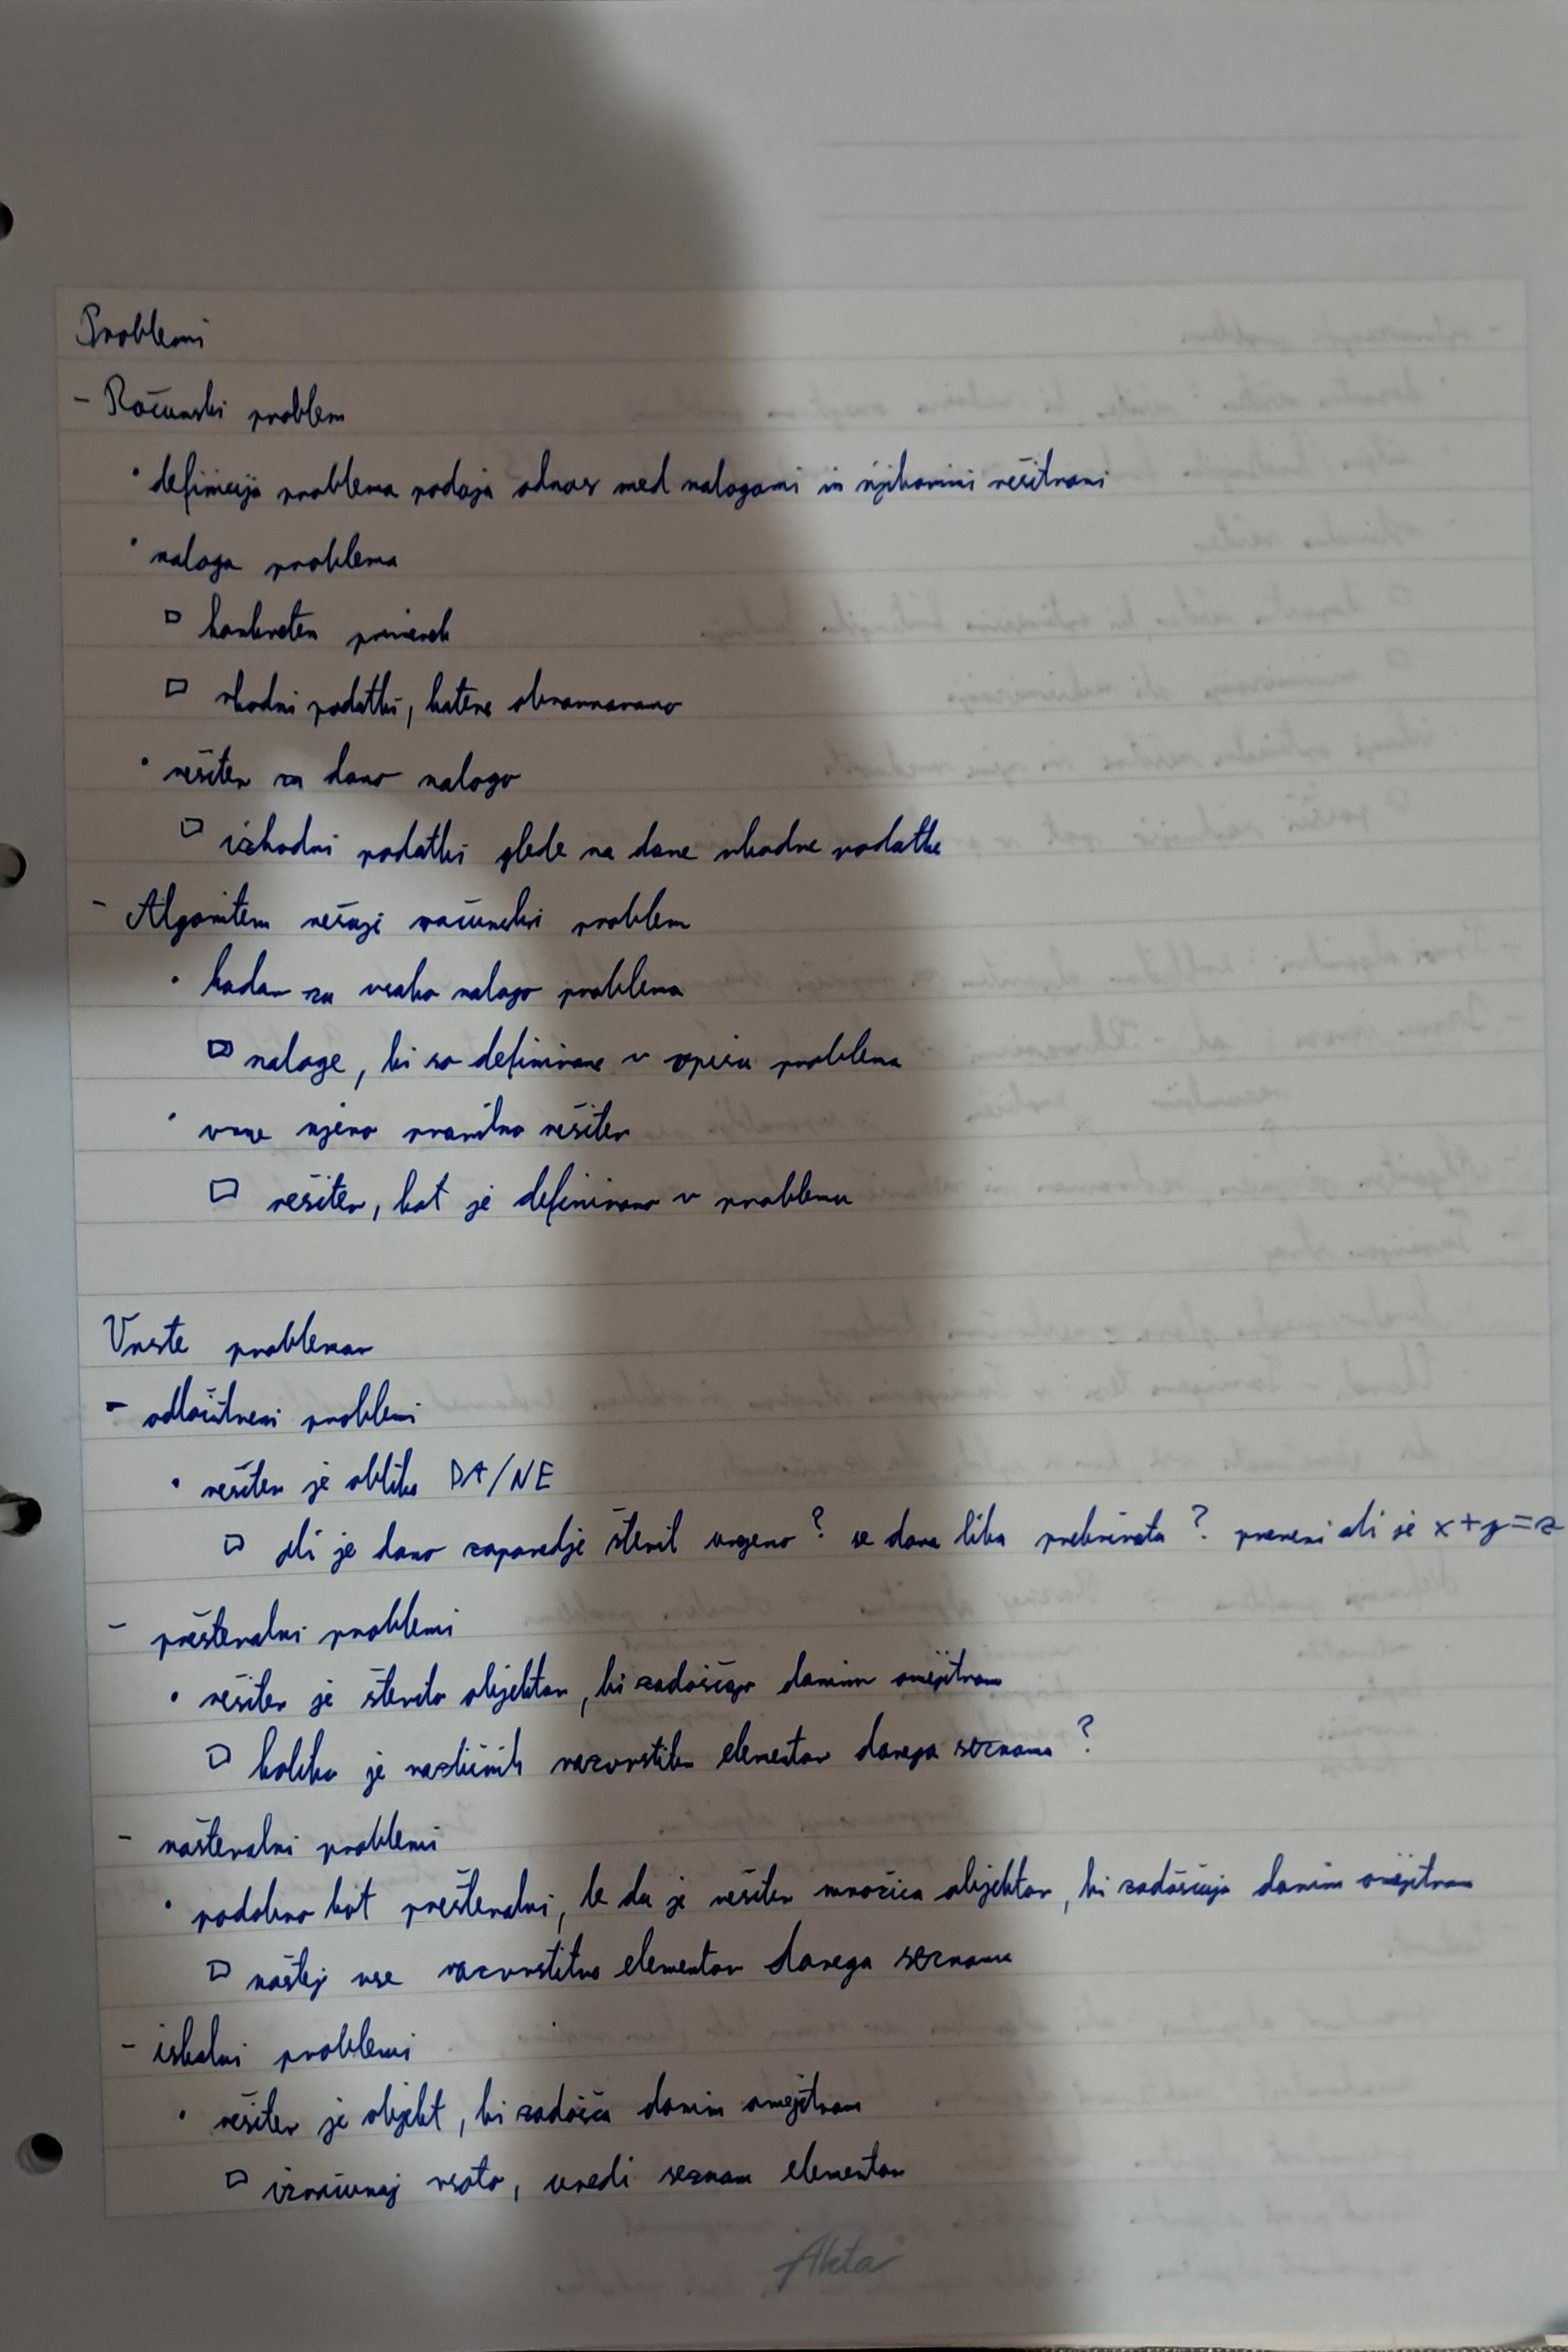 Problemi
- Računski problem
• definicija problema podaja odnos med nalogami in njihovimi rešitvami
• naloga problema
▫ konkreten primerek
▫ vhodni podatki, katere obravnavamo
• rešitev za dano nalogo
▫ izhodni podatki glede na dane vhodne podatke
- Algoritem rešuje računski problem
• kadar za vsako nalogo problema
▫ naloge, ki so definirane v opisu problema
• vrne njeno pravilno rešitev
▫ rešitev, kot je definirano v problemu
Vrste problemov
- odločitveni problemi
• rešitev je oblike DA/NE
▫ ali je dano zaporedje števil urejeno? se dana lika prekrivata? preveri ali je x+y=z
- preštevalni problemi
• rešitev je število objektov, ki zadoščajo danim omejitvam
▫ koliko je različnih razvrstitev elementov danega seznama?
- naštevalni problemi
• podobno kot preštevalni, le da je rešitev množica objektov, ki zadoščajo danim omejitvam
▫ naštej vse razvrstitve elementov danega seznama
- iskalni problemi
• rešitev je objekt, ki zadošča danim omejitvam
▫ izračunaj vsoto, uredi seznam elementov
Akta